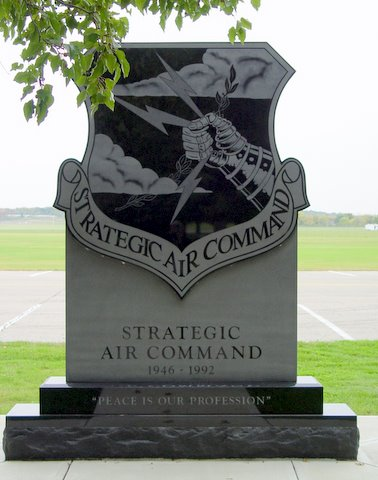 STRATEGIC AIR COMMAND
STRATEGIC
AIR COMMAND
1946 - 1992
"PEACE IS OUR PROFESSION"